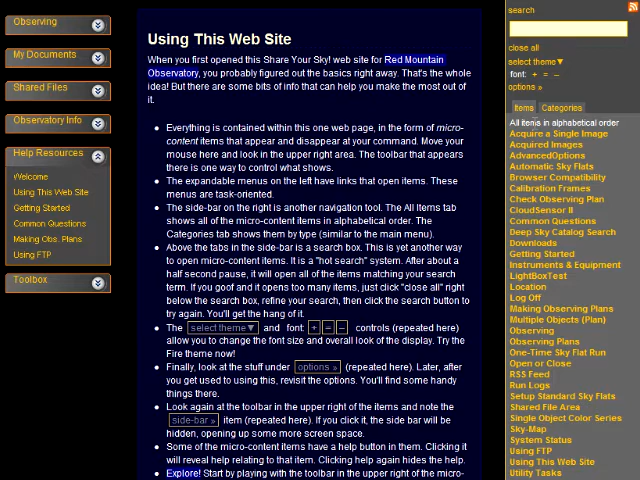 Observing
My Documents
Shared Files
Observatory Info
Help Resources
Welcome
Using This Web Site
Getting Started
Common Questions
Making Obs. Plans
Using FTP
Toolbox
Using This Web Site
When you first opened this Share Your Sky! web site for Red Mountain
Observatory, you probably figured out the basics right away. That's the whole
idea! But there are some bits of info that can help you make the most out of
it.
• Everything is contained within this one web page, in the form of micro-
content items that appear and disappear at your command. Move your
mouse here and look in the upper right area. The toolbar that appears
there is one way to control what shows.
• The expandable menus on the left have links that open items. These
menus are task-oriented.
• The side-bar on the right is another navigation tool. The All Items tab
shows all of the micro-content items in alphabetical order. The
Categories tab shows them by type (similar to the main menu).
• Above the tabs in the side-bar is a search box. This is yet another way
to open micro-content items. It is a "hot search" system. After about a
half second pause, it will open all of the items matching your search
term. If you goof and it opens too many items, just click "close all" right
below the search box, refine your search, then click the search button to
try again. You'll get the hang of it.
• The select theme▼ and font: + = – controls (repeated here)
allow you to change the font size and overall look of the display. Try the
Fire theme now!
• Finally, look at the stuff under options » (repeated here). Later, after
you get used to using this, revisit the options. You'll find some handy
things there.
• Look again at the toolbar in the upper right of the items and note the
side-bar » item (repeated here). If you click it, the side bar will be
hidden, opening up some more screen space.
• Some of the micro-content items have a help button in them. Clicking it
will reveal help relating to that item. Clicking help again hides the help.
• Explore! Start by playing with the toolbar in the upper right of the micro-
search
close all
select theme▼
font: + = –
options »
Items Categories
All items in alphabetical order
Acquire a Single Image
Acquired Images
AdvancedOptions
Automatic Sky Flats
Browser Compatibility
Calibration Frames
Check Observing Plan
CloudSensor II
Common Questions
Deep Sky Catalog Search
Downloads
Getting Started
Instruments & Equipment
LightBoxTest
Location
Log Off
Making Observing Plans
Multiple Objects (Plan)
Observing
Observing Plans
One-Time Sky Flat Run
Open or Close
RSS Feed
Run Logs
Setup Standard Sky Flats
Shared File Area
Single Object Color Series
Sky-Map
System Status
Using FTP
Using This Web Site
Utility Tasks